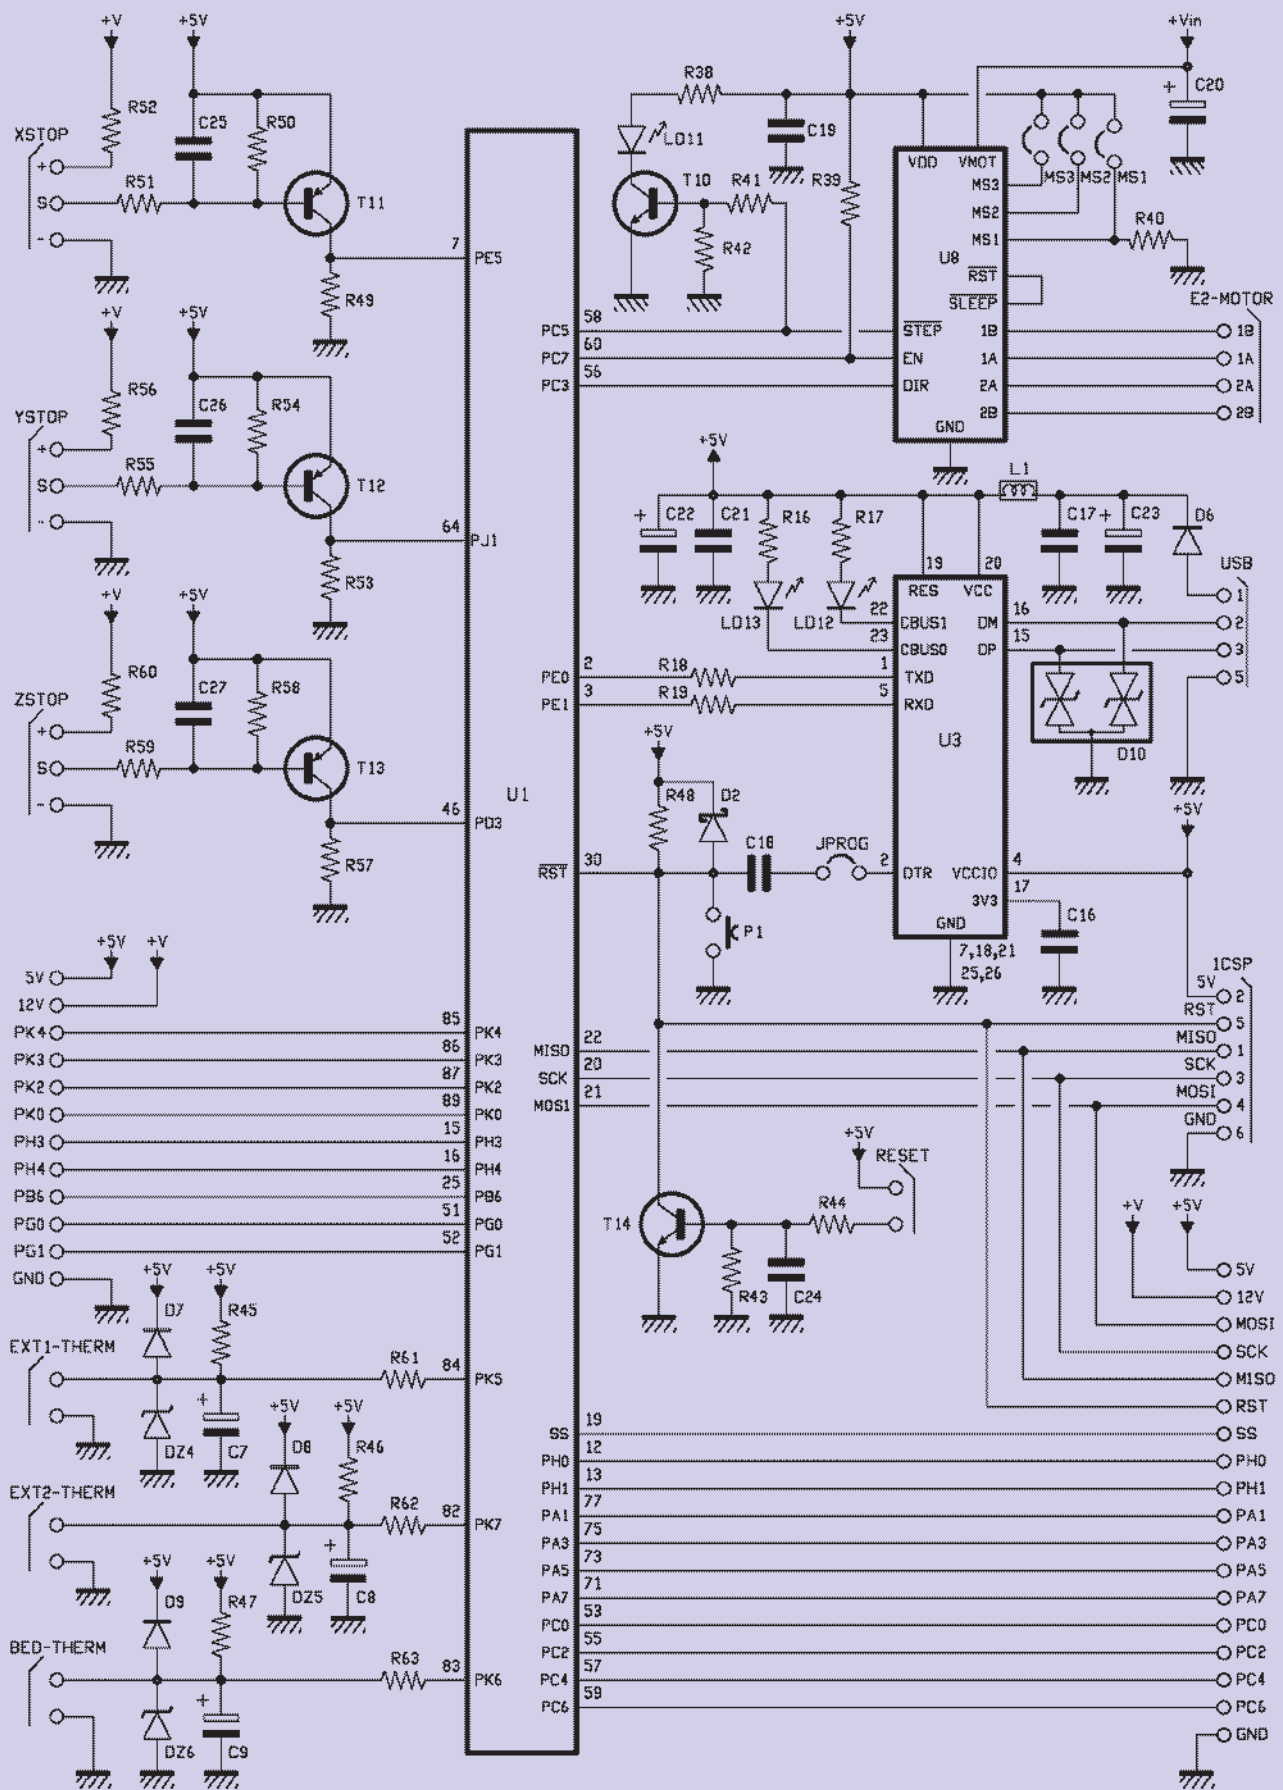 +V
+5V
+5V
+Vin
R52
C25
R50
R38
C20
+
XSTOP
LD11
C19
VDD
VMOT
+
R51
T10
R41
R39
MS3
MS3
MS2
MS1
S
T11
MS2
-
7
PE5
R42
MS1
R40
U8
R49
RST
SLEEP
E2-MOTOR
+V
+5V
58
PC5
STEP
1B
1B
60
PC7
EN
1A
1A
56
PC3
DIR
2A
2A
R56
C26
R54
2B
2B
YSTOP
GND
+
+5V
R55
L1
S
T12
+
C22
C21
R16
R17
C17
+
C23
D6
-
64
PJ1
19
20
USB
R53
RES
VCC
1
+V
+5V
LD13
LD12
22
CBUS1
DM
16
2
23
CBUS0
DP
15
3
R60
C27
R58
2
PE0
R18
1
TXD
5
3
PE1
R19
5
RXD
ZSTOP
+
+5V
U3
R59
D10
S
T13
U1
R48
D2
-
46
PD3
+5V
C18
JPROG
R57
30
RST
2
DTR
VCCIO
4
3V3
17
P1
GND
C16
+5V
+V
7,18,21
25,26
ICSP
5V
5V
2
12V
RST
5
PK4
85
PK4
22
MISO
MISO
1
PK3
86
PK3
20
SCK
SCK
3
PK2
87
PK2
21
MOSI
MOSI
4
PK0
89
PK0
GND
6
PH3
15
PH3
+5V
RESET
PH4
16
PH4
PB6
25
PB6
R44
+V
+5V
PG0
51
PG0
T14
PG1
52
PG1
GND
+5V
+5V
5V
D7
R45
R43
C24
12V
EXT1-THERM
MOSI
R61
84
PK5
SCK
MISO
+
+5V
+5V
RST
DZ4
C7
19
SS
SS
D8
R46
12
PH0
PH0
EXT2-THERM
13
PH1
PH1
R62
82
PK7
77
PA1
PA1
75
PA3
PA3
+5V
+5V
+
73
PA5
PA5
DZ5
C8
D9
R47
71
PA7
PA7
53
PC0
PC0
BED-THERM
55
PC2
PC2
R63
83
PK6
57
PC4
PC4
+
59
PC6
PC6
DZ6
C9
GND